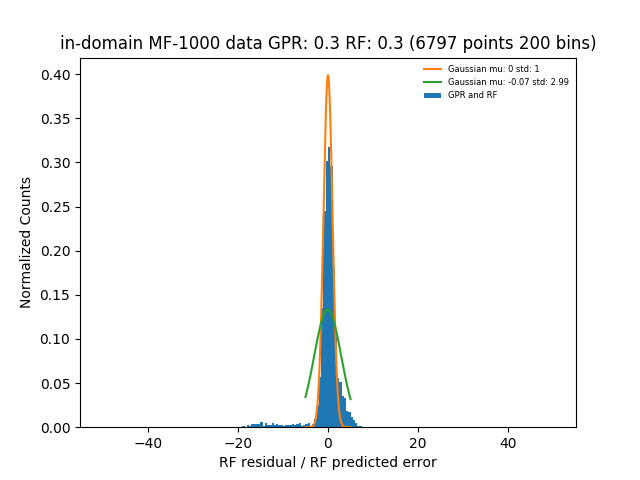 in-domain MF-1000 data GPR: 0.3 RF: 0.3 (6797 points 200 bins)
Gaussian mu: 0 std: 1
Gaussian mu: -0.07 std: 2.99
GPR and RF
0.40
0.35
0.30
0.25
0.20
0.15
0.10
0.05
0.00
Normalized Counts
−40
−20
0
20
40
RF residual / RF predicted error